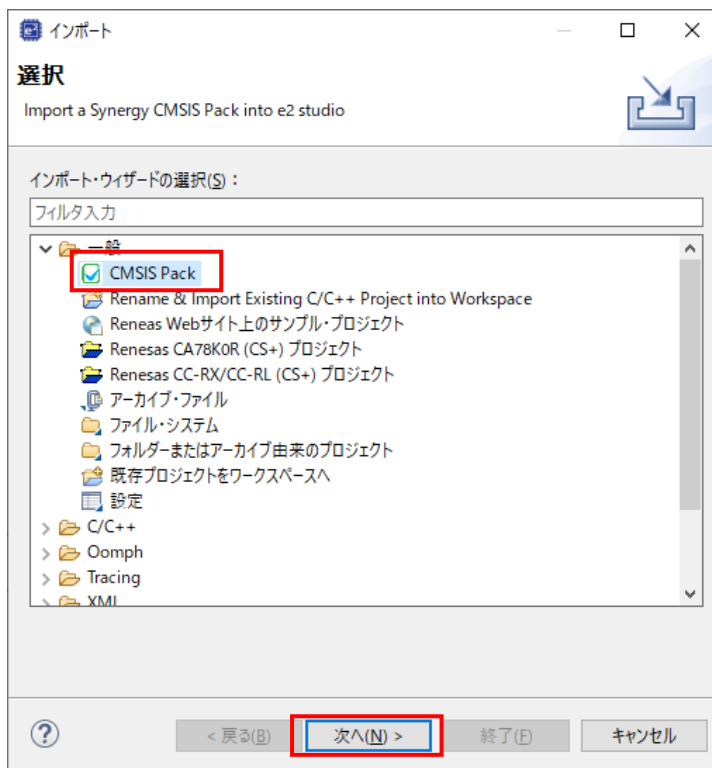 インポート
選択
Import a Synergy CMSIS Pack into e2 studio
インポート・ウィザードの選択(S)：
フィルタ入力
一般
CMSIS Pack
Rename & Import Existing C/C++ Project into Workspace
Reneas Webサイト上のサンプル・プロジェクト
Renesas CA78K0R (CS+) プロジェクト
Renesas CC-RX/CC-RL (CS+) プロジェクト
アーカイブ・ファイル
ファイル・システム
フォルダーまたはアーカイブ由来のプロジェクト
既存プロジェクトをワークスペースへ
設定
C/C++
Oomph
Tracing
XML
< 戻る(B) 次へ(N) > 終了(F) キャンセル